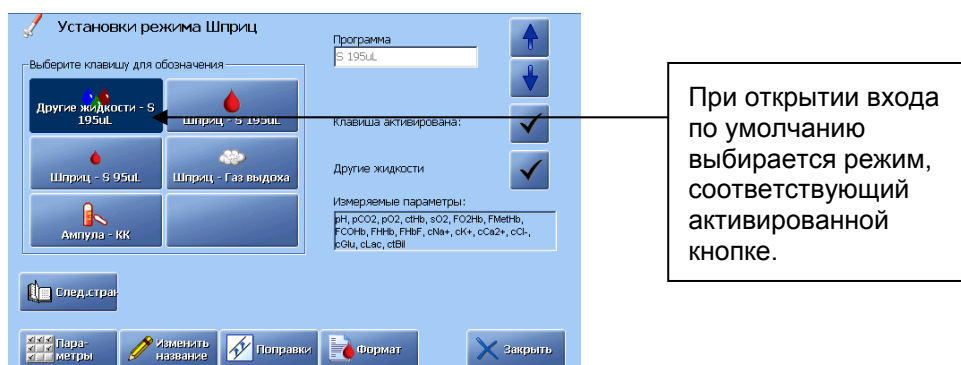 Установки режима Шприц
Выберите клавишу для обозначения
Другие жидкости - S
195uL
Шприц - S 195uL
Шприц - S 95uL
Шприц - Газ выдоха
Ампула - КК
След.стран
Программа
S 195uL
Клавиша активирована:
Другие жидкости
Измеряемые параметры:
pH, pCO2, pO2, ctHb, sO2, FO2Hb, FMetHb,
FCOHb, FHHb, FHbF, cNa+, cK+, cCa2+, cCl-,
cGlu, cLac, ctBil
Пара-
метры
Изменить
название
Поправки
Формат
Закрыть
При открытии входа
по умолчанию
выбирается режим,
соответствующий
активированной
кнопке.